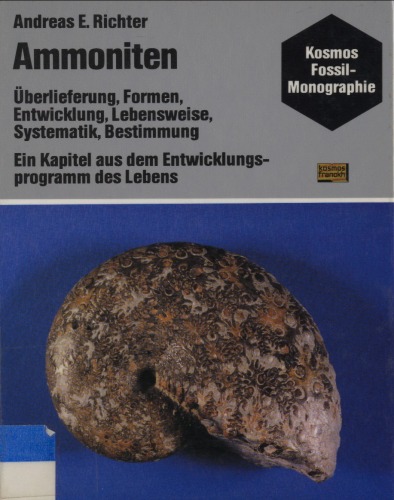 Andreas E. Richter
Ammoniten
Überlieferung, Formen,
Entwicklung, Lebensweise,
Systematik, Bestimmung
Ein Kapitel aus dem Entwicklungs-
programm des Lebens
Kosmos
Fossil-
Monographie
kosmos
franckh